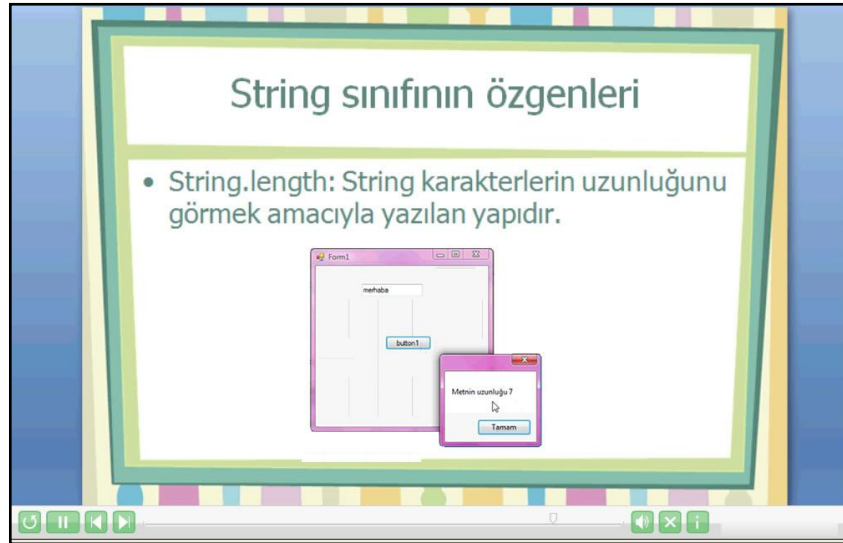 String sınıfının özgenleri
• String.length: String karakterlerin uzunluğunu
görmek amacıyla yazılan yapıdır.
Form1
merhaba
button1
Metnin uzunluğu 7
Tamam